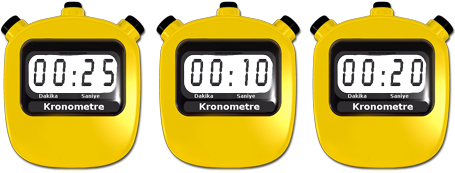 00:25
Dakika Saniye
Kronometre
00:10
Dakika Saniye
Kronometre
00:20
Dakika Saniye
Kronometre